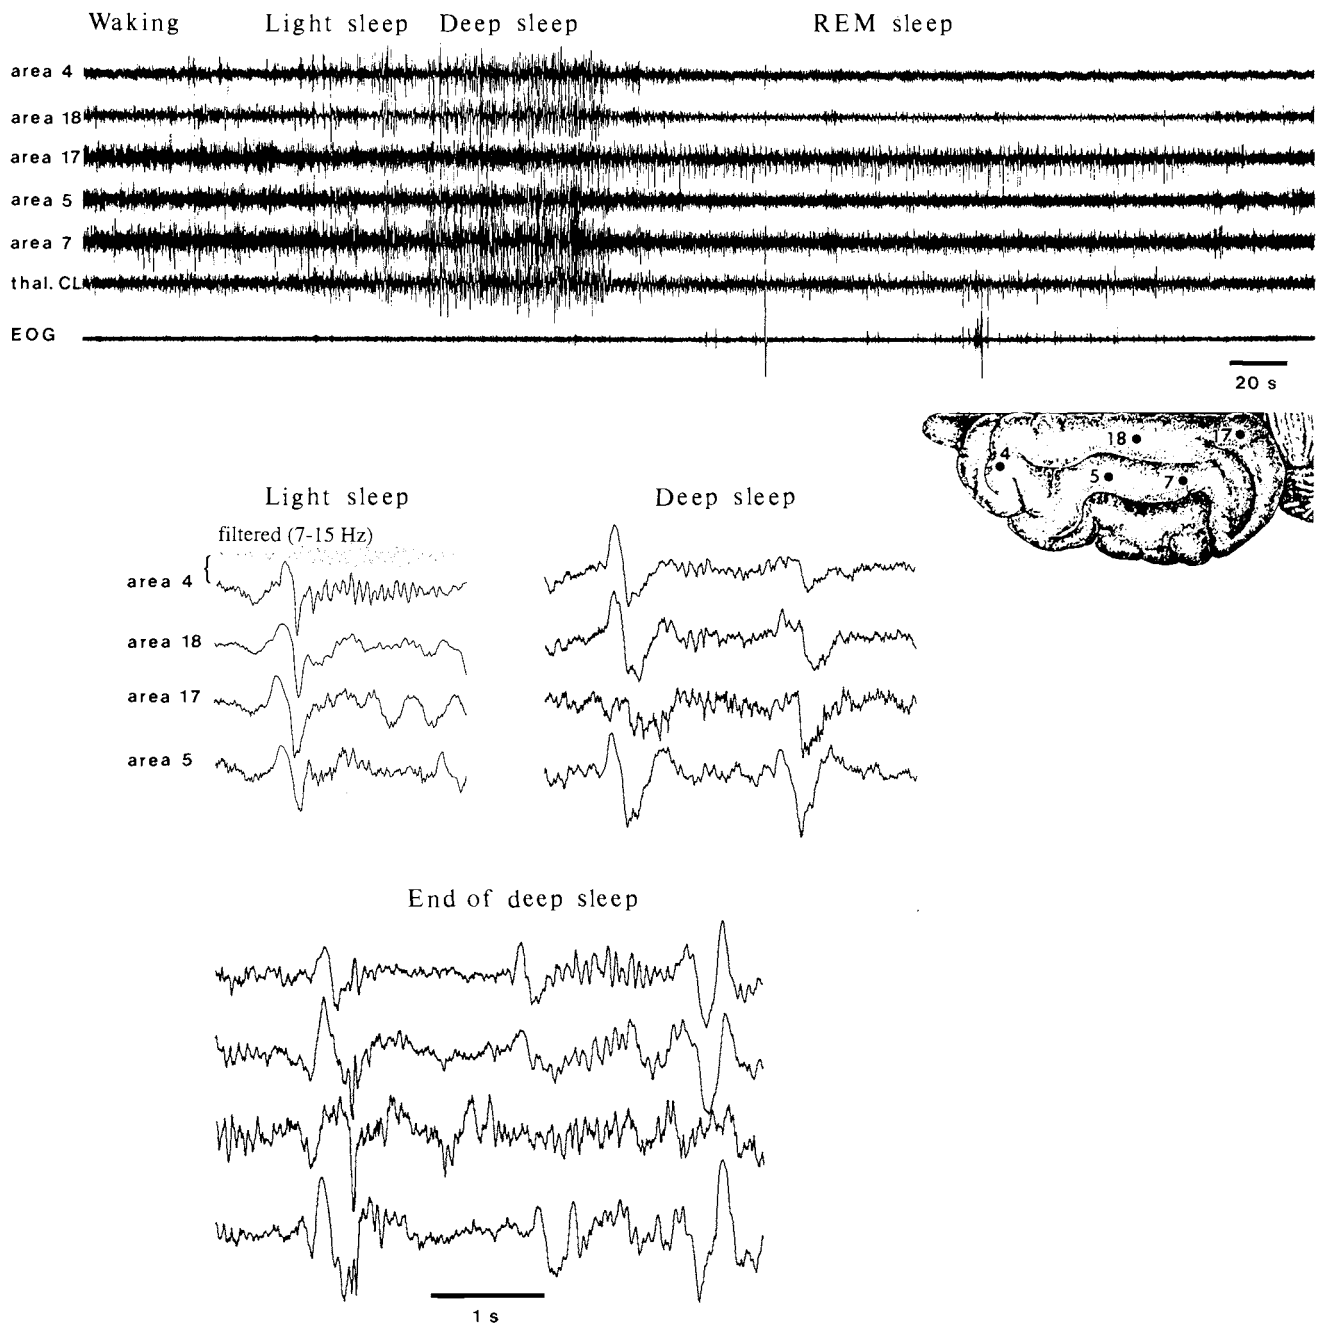 Waking Light sleep Deep sleep REM sleep
area 4
area 18
area 17
area 5
area 7
thal. CL
EOG
20 s
18 17
4
5 7
Light sleep Deep sleep
filtered (7-15 Hz)
area 4
area 18
area 17
area 5
End of deep sleep
1 s